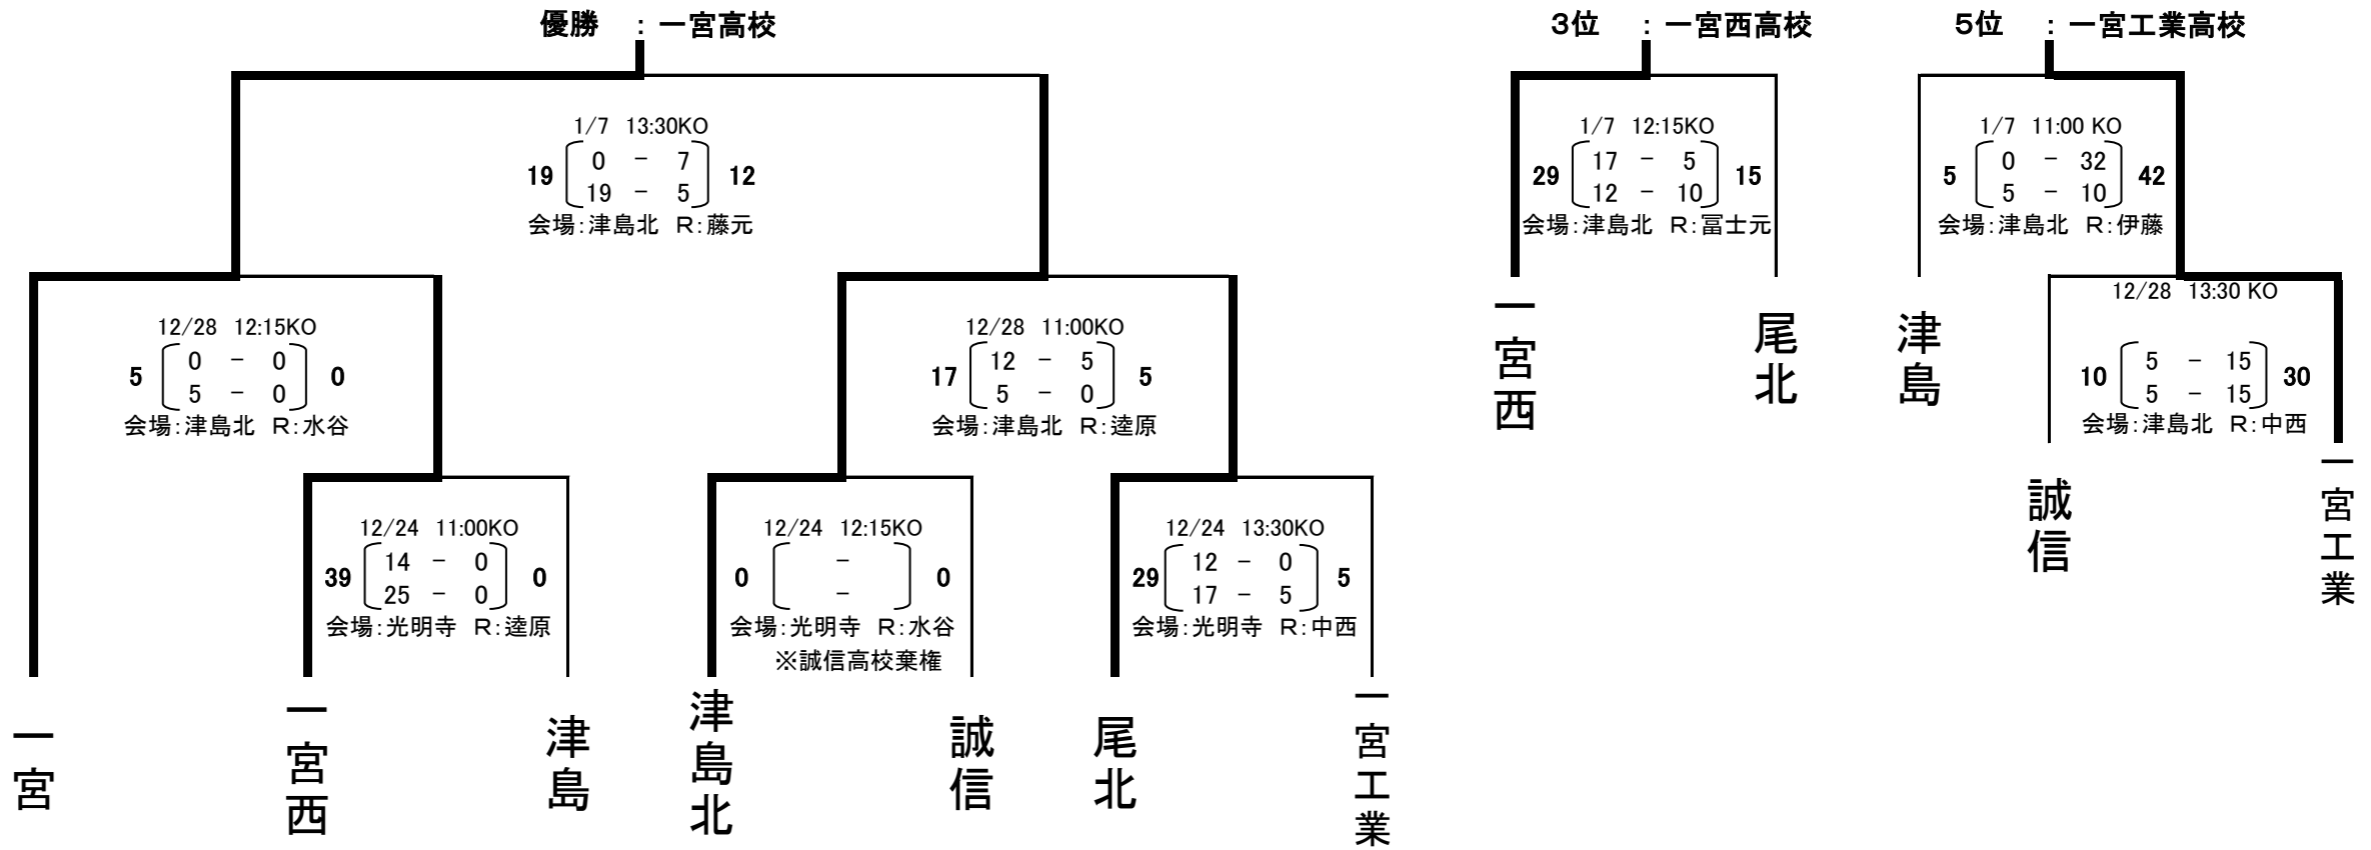 優勝 : 一宮高校
3位 : 一宮西高校
5位 : 一宮工業高校
1/7 13:30KO
0 - 7
19 12
19 - 5
会場:津島北 R:藤元
1/7 12:15KO
17 - 5
29 15
12 - 10
会場:津島北 R:冨士元
1/7 11:00 KO
0 - 32
5 42
5 - 10
会場:津島北 R:伊藤
12/28 12:15KO
0 - 0
5 0
5 - 0
会場:津島北 R:水谷
12/28 11:00KO
12 - 5
17 5
5 - 0
会場:津島北 R:逵原
一宮西
尾北
津島
12/28 13:30 KO
5 - 15
10 30
5 - 15
会場:津島北 R:中西
誠信
一宮工業
12/24 11:00KO
14 - 0
39 0
25 - 0
会場:光明寺 R:逵原
12/24 12:15KO
-
0 0
-
会場:光明寺 R:水谷
※誠信高校棄権
12/24 13:30KO
12 - 0
29 5
17 - 5
会場:光明寺 R:中西
一宮
一宮西
津島
津島北
誠信
尾北
一宮工業